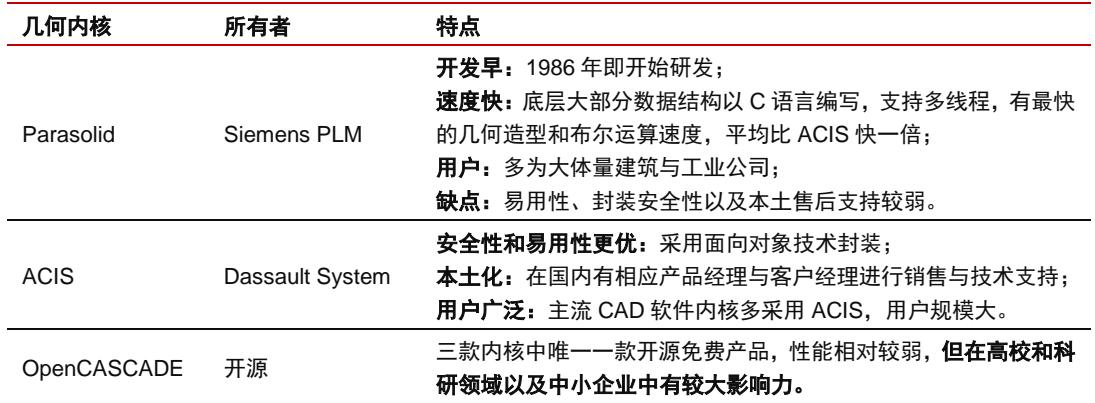 几何内核 所有者 特点
开发早：1986 年即开始研发；
速度快：底层大部分数据结构以 C 语言编写，支持多线程，有最快
Parasolid Siemens PLM 的几何造型和布尔运算速度，平均比 ACIS 快一倍；
用户：多为大体量建筑与工业公司；
缺点：易用性、封装安全性以及本土售后支持较弱。
安全性和易用性更优：采用面向对象技术封装；
ACIS Dassault System 本土化：在国内有相应产品经理与客户经理进行销售与技术支持；
用户广泛：主流 CAD 软件内核多采用 ACIS，用户规模大。
OpenCASCADE 开源 三款内核中唯一一款开源免费产品，性能相对较弱，但在高校和科
研领域以及中小企业中有较大影响力。